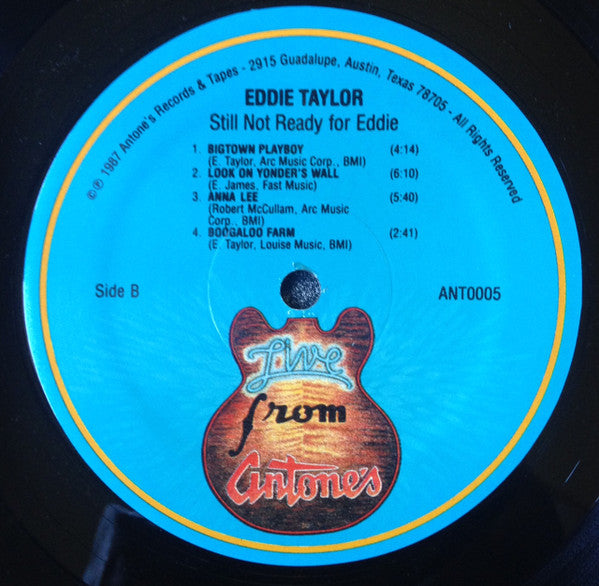 ©℗ 1987 Antone's Records & Tapes - 2915 Guadalupe, Austin, Texas 78705 - All Rights Reserved
EDDIE TAYLOR
Still Not Ready for Eddie
1. BIGTOWN PLAYBOY (4:14)
(E. Taylor, Arc Music Corp., BMI)
2. LOOK ON YONDER'S WALL (6:10)
(E. James, Fast Music)
3. ANNA LEE (5:40)
(Robert McCullam, Arc Music
Corp., BMI)
4. BOOGALOO FARM (2:41)
(E. Taylor, Louise Music, BMI)
Side B
ANT0005
Live
from
antone's